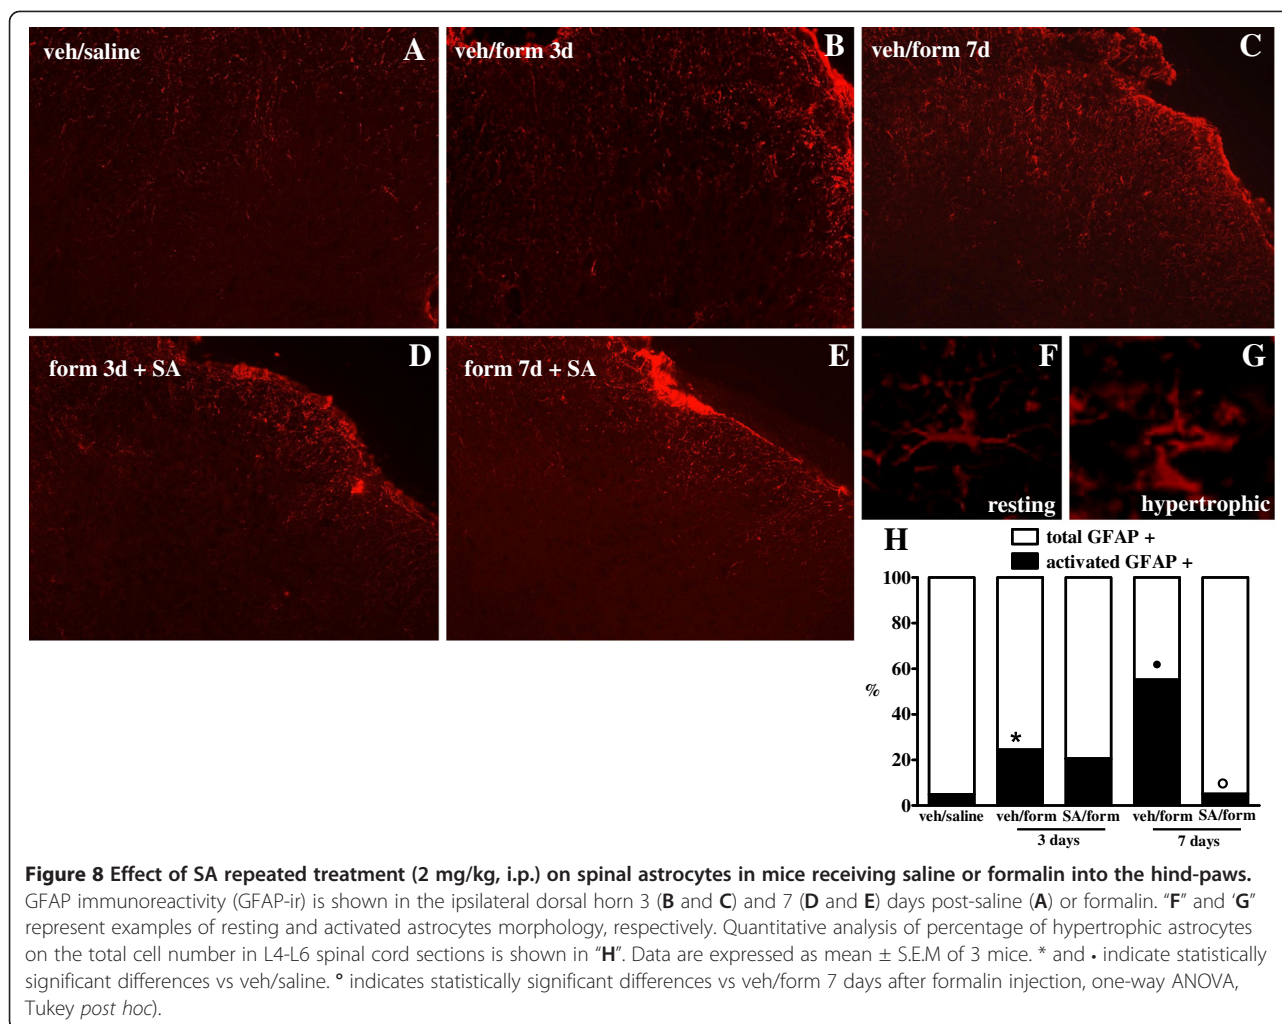 veh/saline A
veh/form 3d B
veh/form 7d C
form 3d + SA D
form 7d + SA E
F
resting
G
hypertrophic
H
total GFAP +
activated GFAP +
100
80
60
%
40
20
0
*
•
°
veh/saline veh/form SA/form veh/form SA/form
3 days 7 days
Figure 8 Effect of SA repeated treatment (2 mg/kg, i.p.) on spinal astrocytes in mice receiving saline or formalin into the hind-paws.
GFAP immunoreactivity (GFAP-ir) is shown in the ipsilateral dorsal horn 3 (B and C) and 7 (D and E) days post-saline (A) or formalin. “F” and ‘G”
represent examples of resting and activated astrocytes morphology, respectively. Quantitative analysis of percentage of hypertrophic astrocytes
on the total cell number in L4-L6 spinal cord sections is shown in “H”. Data are expressed as mean ± S.E.M of 3 mice. * and • indicate statistically
significant differences vs veh/saline. ° indicates statistically significant differences vs veh/form 7 days after formalin injection, one-way ANOVA,
Tukey post hoc).